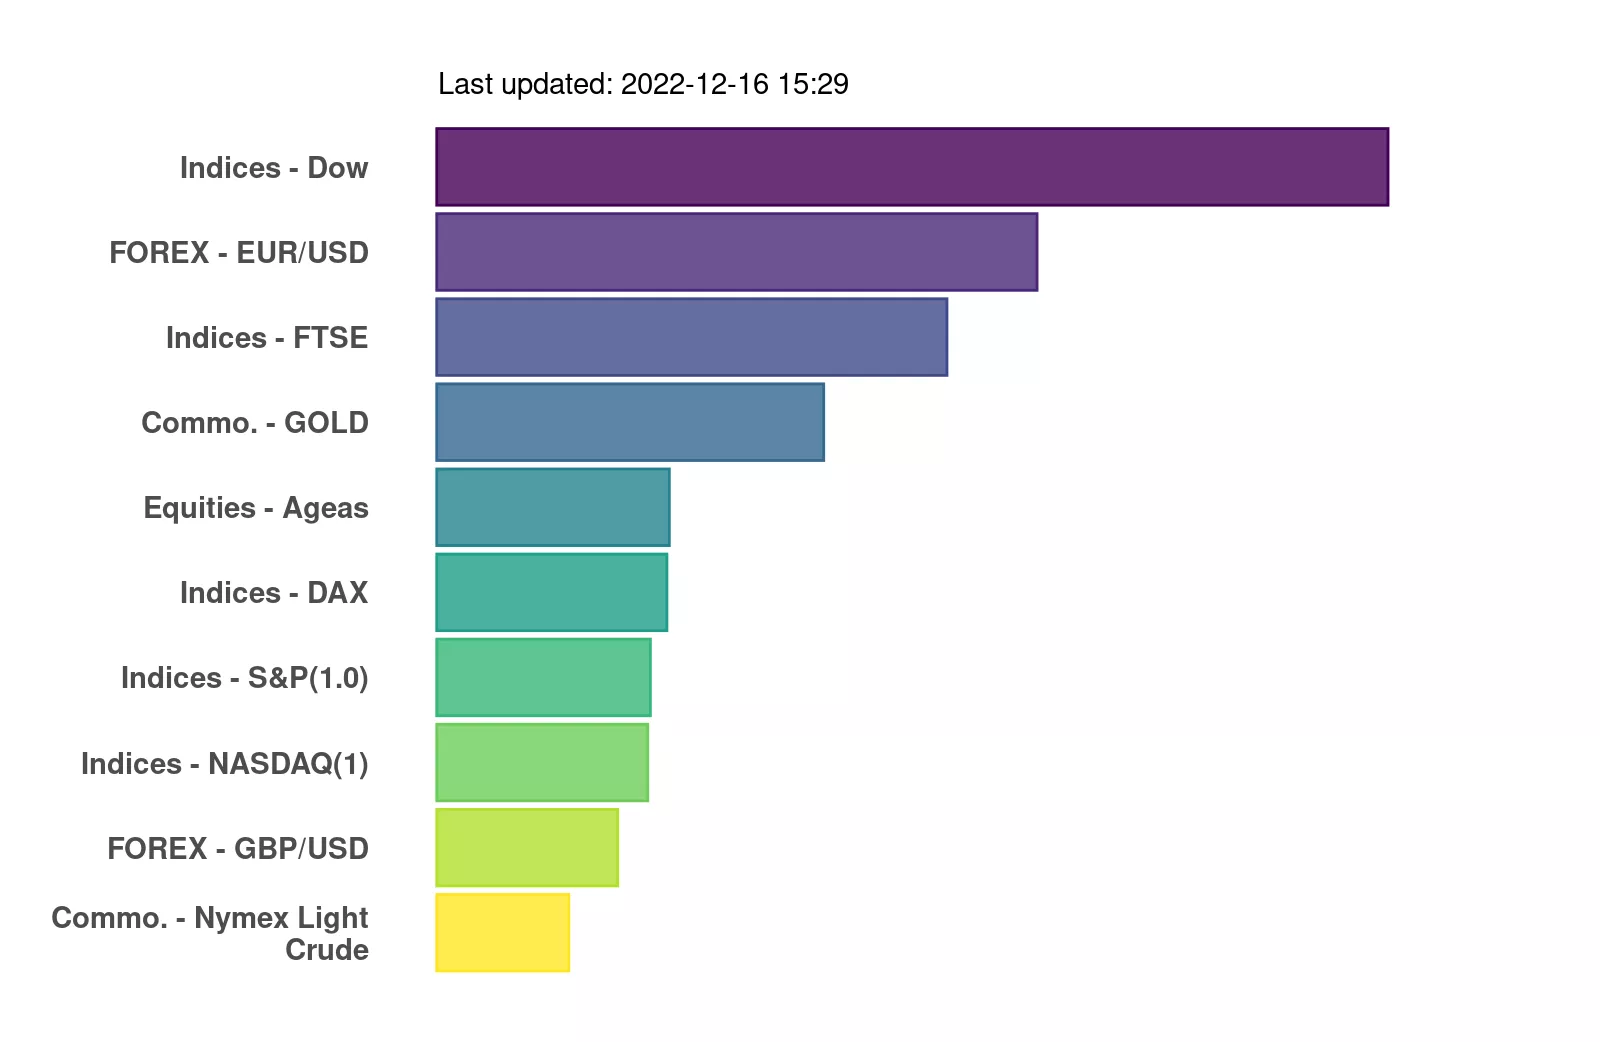 Last updated: 2022-12-16 15:29
Indices - Dow
FOREX - EUR/USD
Indices - FTSE
Commo. - GOLD
Equities - Ageas
Indices - DAX
Indices - S&P(1.0)
Indices - NASDAQ(1)
FOREX - GBP/USD
Commo. - Nymex Light
Crude